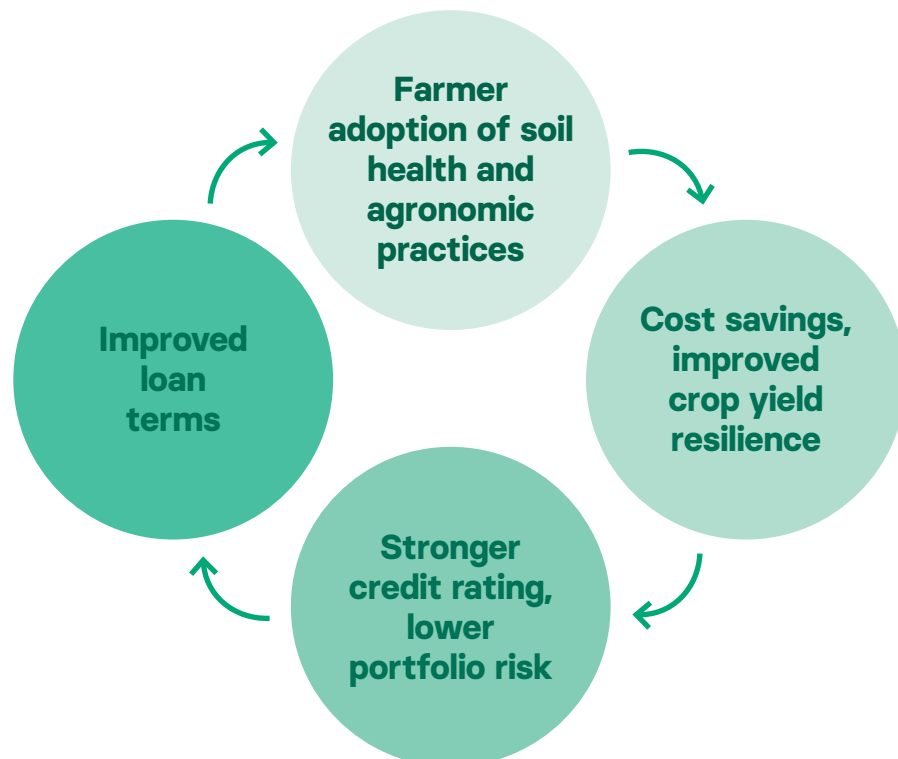 Farmer
adoption of soil
health and
agronomic
practices
Cost savings,
improved
crop yield
resilience
Stronger
credit rating,
lower
portfolio risk
Improved
loan
terms